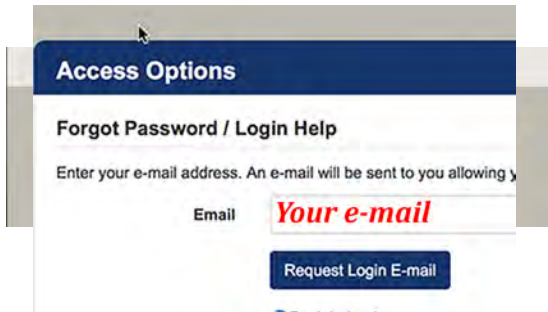 Access Options
Forgot Password / Login Help
Enter your e-mail address. An e-mail will be sent to you allowing
Email
Your e-mail
Request Login E-mail